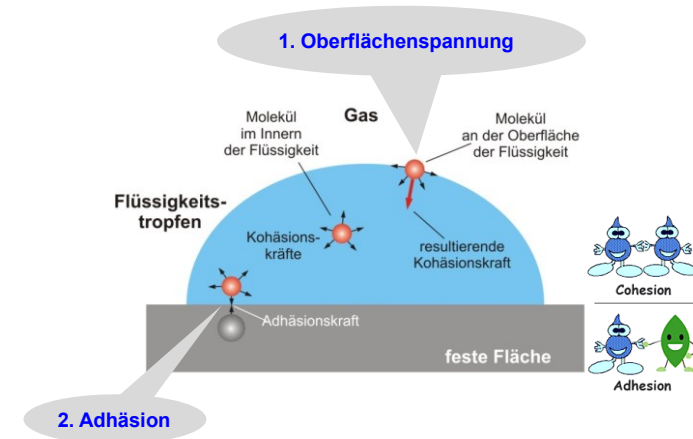 1. Oberflächenspannung
Gas
Molekül
im Innern
der Flüssigkeit
Molekül
an der Oberfläche
der Flüssigkeit
Flüssigkeits-
tropfen
Kohäsions-
kräfte
resultierende
Kohäsionskraft
Cohesion
Adhäsionskraft
feste Fläche
Adhesion
2. Adhäsion